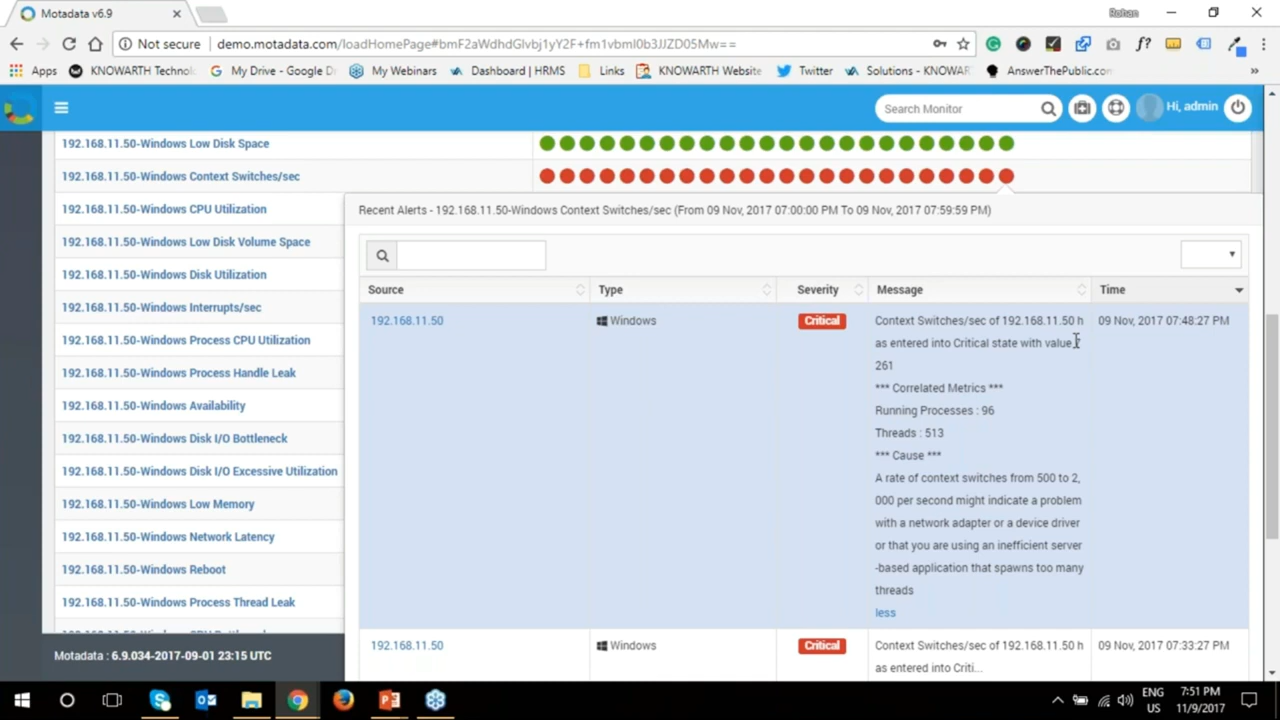 Motadata v6.9
Rohan
Not secure
demo.motadata.com/loadHomePage#bmF2aWdhdGlvbj1yY2F+fm1vbml0b3JJZD05Mw==
Apps
KNOWARTH Technol
My Drive - Google D
My Webinars
Dashboard | HRMS
Links
KNOWARTH Website
Twitter
Solutions - KNOWAR
AnswerThePublic.com
Search Monitor
Hi, admin
192.168.11.50-Windows Low Disk Space
192.168.11.50-Windows Context Switches/sec
192.168.11.50-Windows CPU Utilization
192.168.11.50-Windows Low Disk Volume Space
192.168.11.50-Windows Disk Utilization
192.168.11.50-Windows Interrupts/sec
192.168.11.50-Windows Process CPU Utilization
192.168.11.50-Windows Process Handle Leak
192.168.11.50-Windows Availability
192.168.11.50-Windows Disk I/O Bottleneck
192.168.11.50-Windows Disk I/O Excessive Utilization
192.168.11.50-Windows Low Memory
192.168.11.50-Windows Network Latency
192.168.11.50-Windows Reboot
192.168.11.50-Windows Process Thread Leak
Recent Alerts - 192.168.11.50-Windows Context Switches/sec (From 09 Nov, 2017 07:00:00 PM To 09 Nov, 2017 07:59:59 PM)
Source Type Severity Message Time
192.168.11.50 Windows Critical Context Switches/sec of 192.168.11.50 h 09 Nov, 2017 07:48:27 PM
as entered into Critical state with value
261
*** Correlated Metrics ***
Running Processes : 96
Threads : 513
*** Cause ***
A rate of context switches from 500 to 2,
000 per second might indicate a problem
with a network adapter or a device driver
or that you are using an inefficient server
-based application that spawns too many
threads
less
192.168.11.50 Windows Critical Context Switches/sec of 192.168.11.50 h 09 Nov, 2017 07:33:27 PM
as entered into Criti...
Motadata : 6.9.034-2017-09-01 23:15 UTC
ENG
US
7:51 PM
11/9/2017